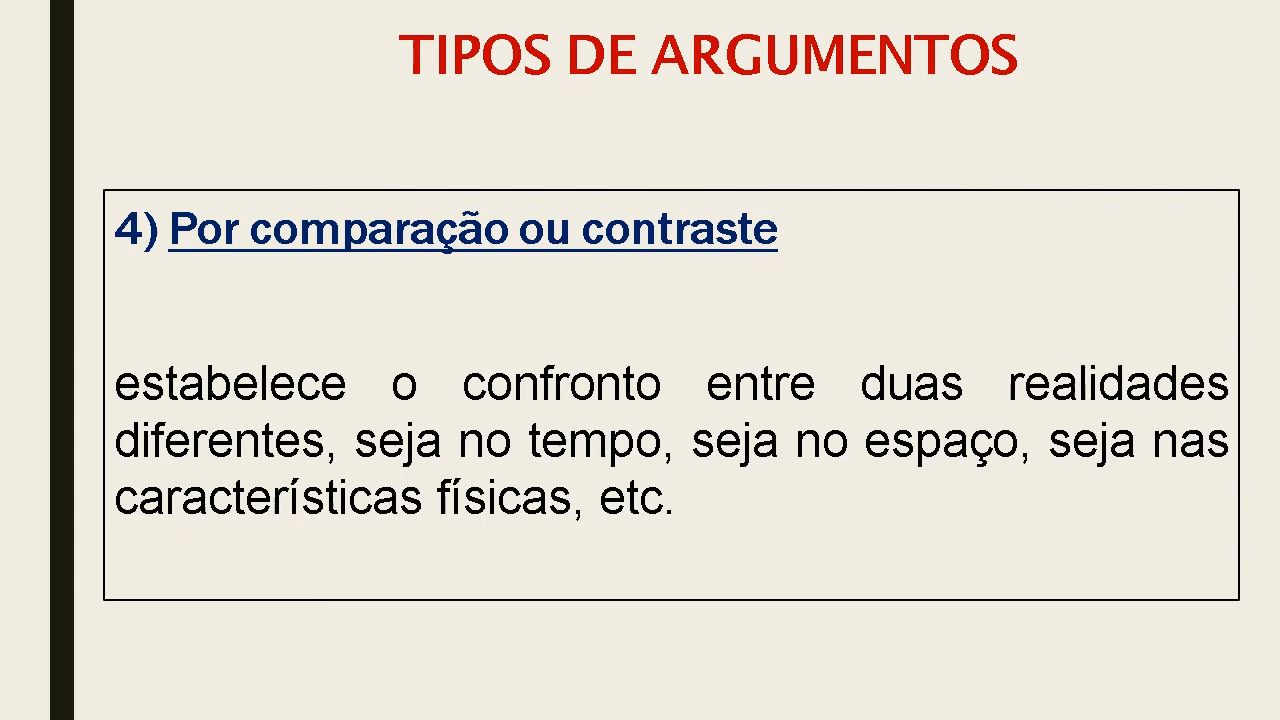 TIPOS DE ARGUMENTOS
4) Por comparação ou contraste
estabelece o confronto entre duas realidades
diferentes, seja no tempo, seja no espaço, seja nas
características físicas, etc.